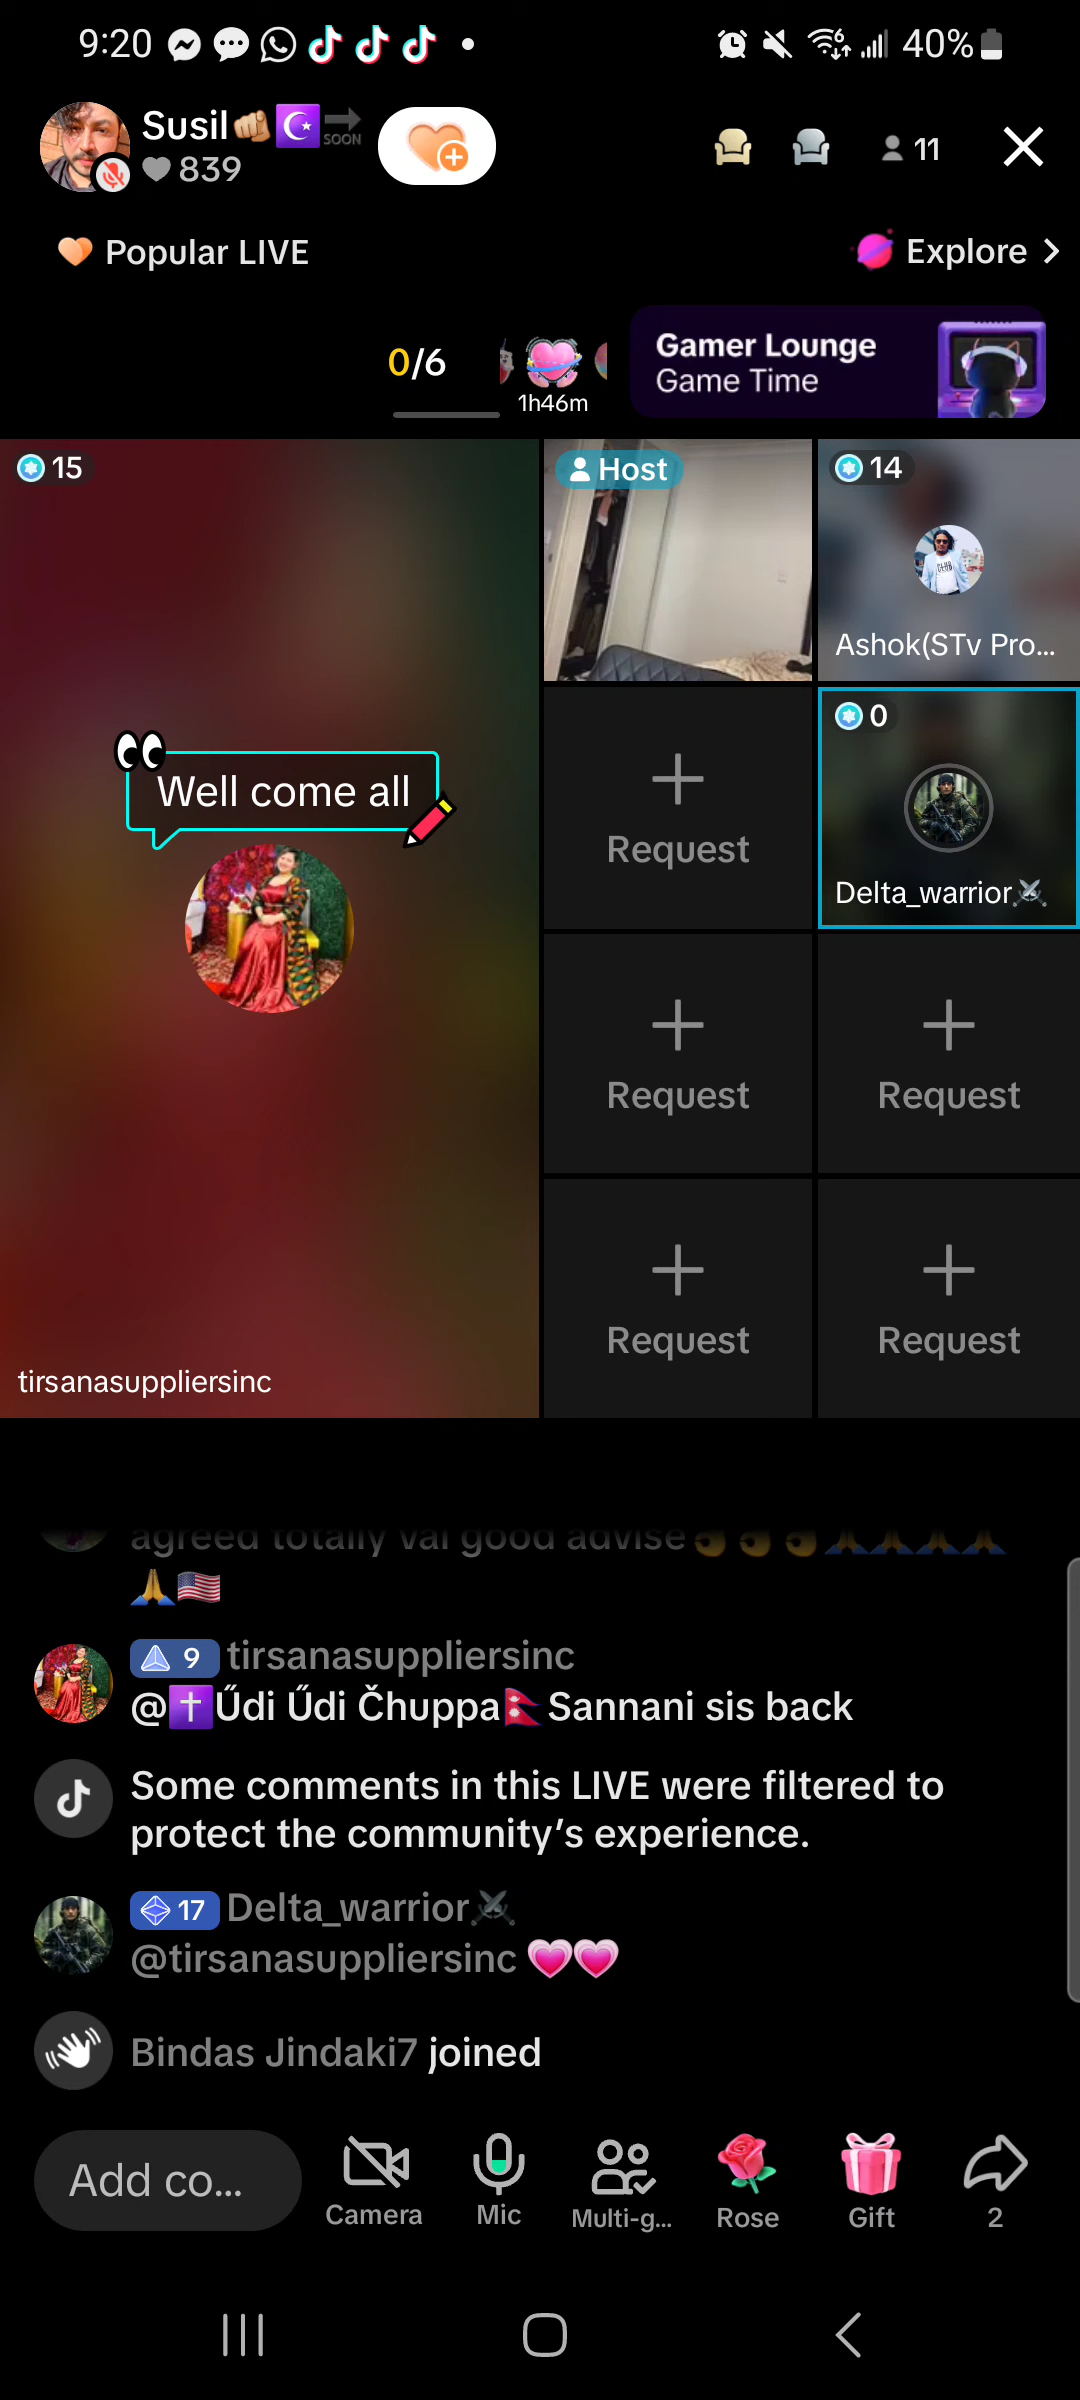 9:20
40%
Susil🫵🏼☪️🔜
839
11
Popular LIVE
Explore
0/6
1h46m
Gamer Lounge
Game Time
15
Host
14
Ashok(STv Pro...
Well come all
Request
0
Delta_warrior⚔️
Request
Request
Request
Request
tirsanasuppliersinc
agreed totally val good advise👌👌👌🙏🙏🙏🙏
🙏🇺🇸
9 tirsanasuppliersinc
@✝️Űdi Űdi Čhuppa🇳🇵Sannani sis back
Some comments in this LIVE were filtered to
protect the community’s experience.
17 Delta_warrior⚔️
@tirsanasuppliersinc 💗💗
Bindas Jindaki7 joined
Add co...
Camera
Mic
Multi-g...
Rose
Gift
2